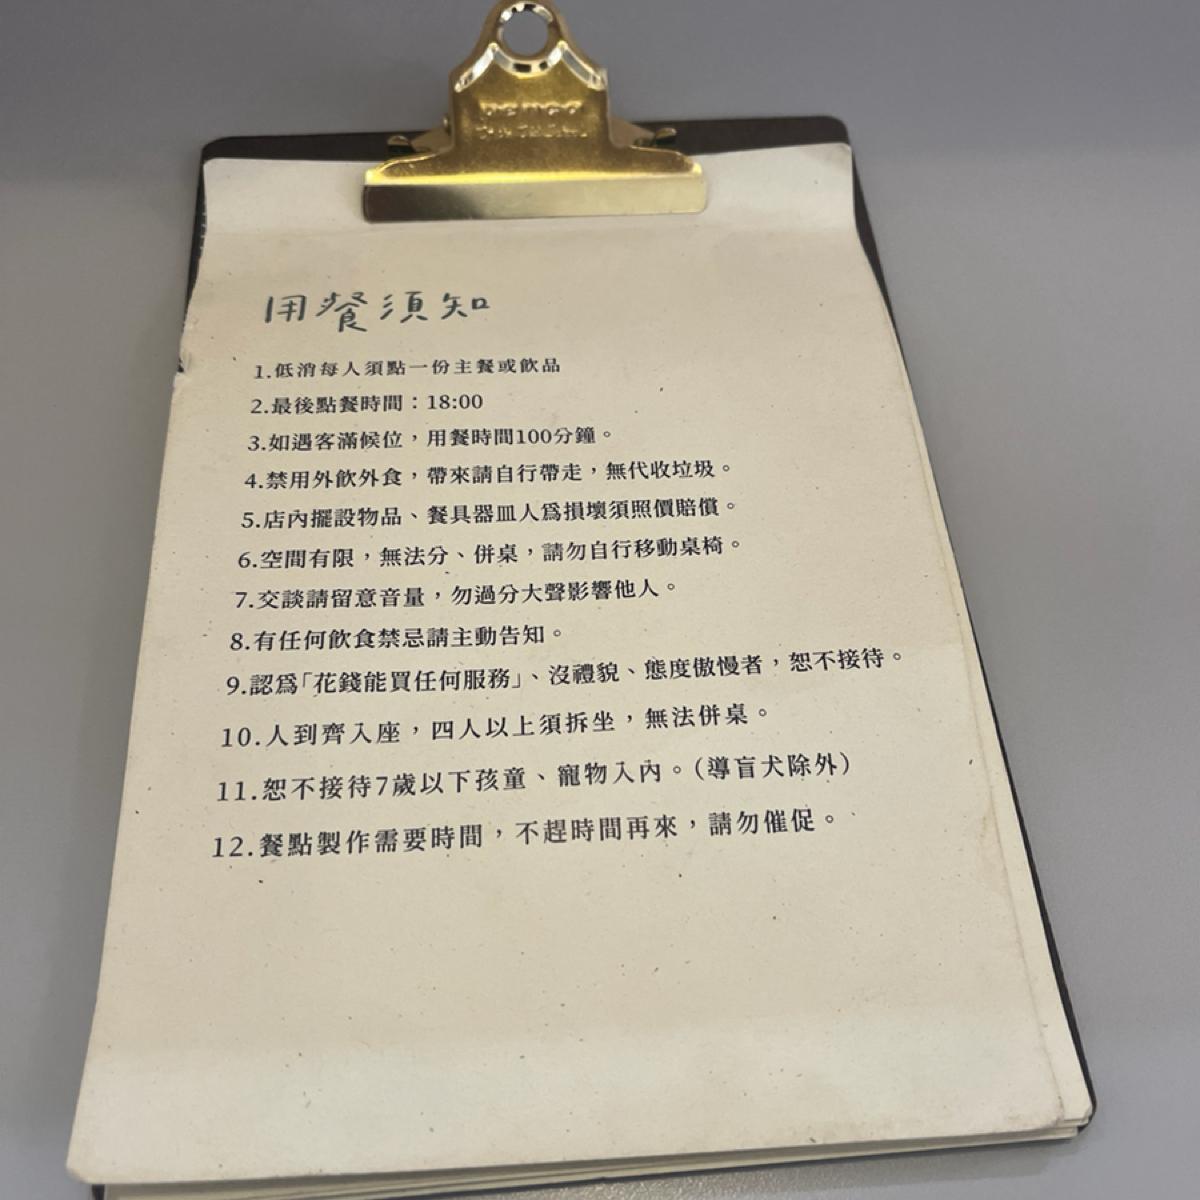 用餐須知
1.低消每人須點一份主餐或飲品
2.最後點餐時間：18:00
3.如遇客滿候位，用餐時間100分鐘。
4.禁用外飲外食，帶來請自行帶走，無代收垃圾。
5.店內擺設物品、餐具器皿人為損壞須照價賠償。
6.空間有限，無法分、併桌，請勿自行移動桌椅。
7.交談請留意音量，勿過分大聲影響他人。
8.有任何飲食禁忌請主動告知。
9.認為「花錢能買任何服務」、沒禮貌、態度傲慢者，恕不接待。
10.人到齊入座，四人以上須拆坐，無法併桌。
11.恕不接待7歲以下孩童、寵物入內。（導盲犬除外）
12.餐點製作需要時間，不趕時間再來，請勿催促。